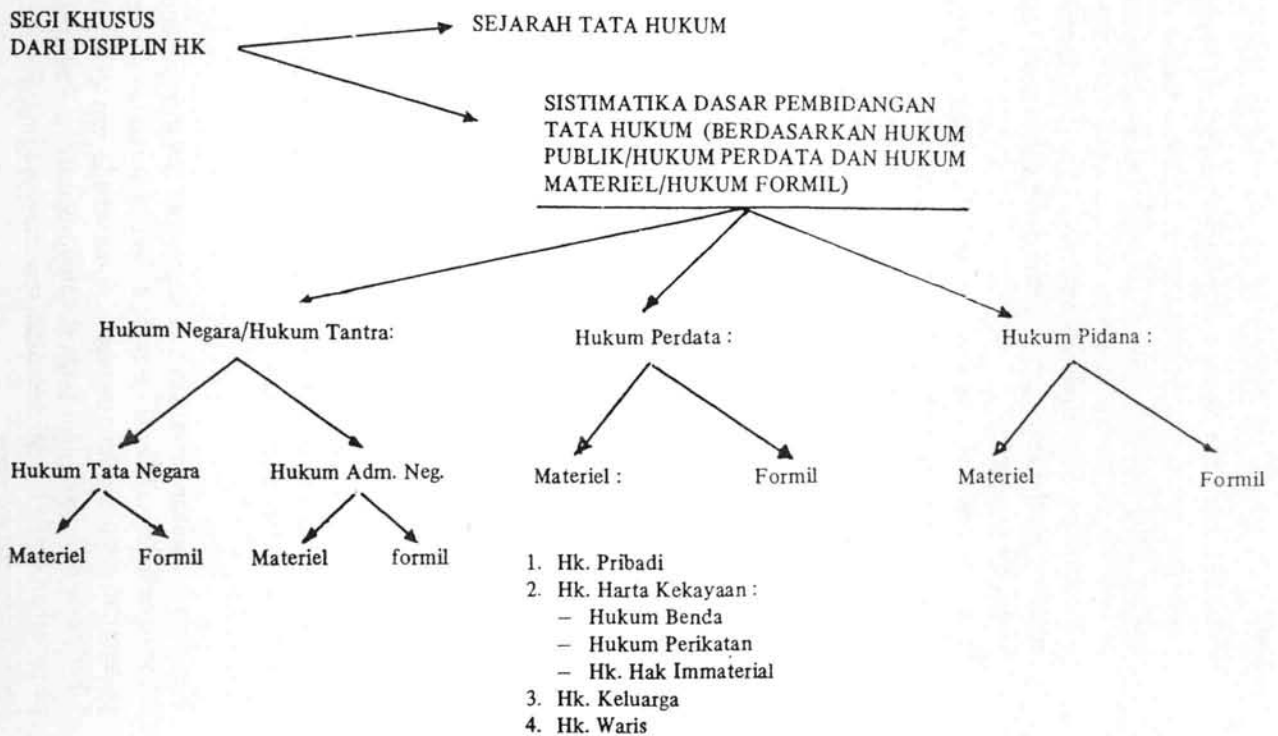 SEGI KHUSUS
DARI DISIPLIN HK
SEJARAH TATA HUKUM
SISTIMATIKA DASAR PEMBIDANGAN
TATA HUKUM (BERDASARKAN HUKUM
PUBLIK/HUKUM PERDATA DAN HUKUM
MATERIEL/HUKUM FORMIL)
Hukum Negara/Hukum Tantra:
Hukum Perdata :
Hukum Pidana :
Hukum Tata Negara
Hukum Adm. Neg.
Materiel :
Formil
Materiel
Formil
Materiel
Formil
Materiel
formil
1. Hk. Pribadi
2. Hk. Harta Kekayaan :
– Hukum Benda
– Hukum Perikatan
– Hk. Hak Immaterial
3. Hk. Keluarga
4. Hk. Waris